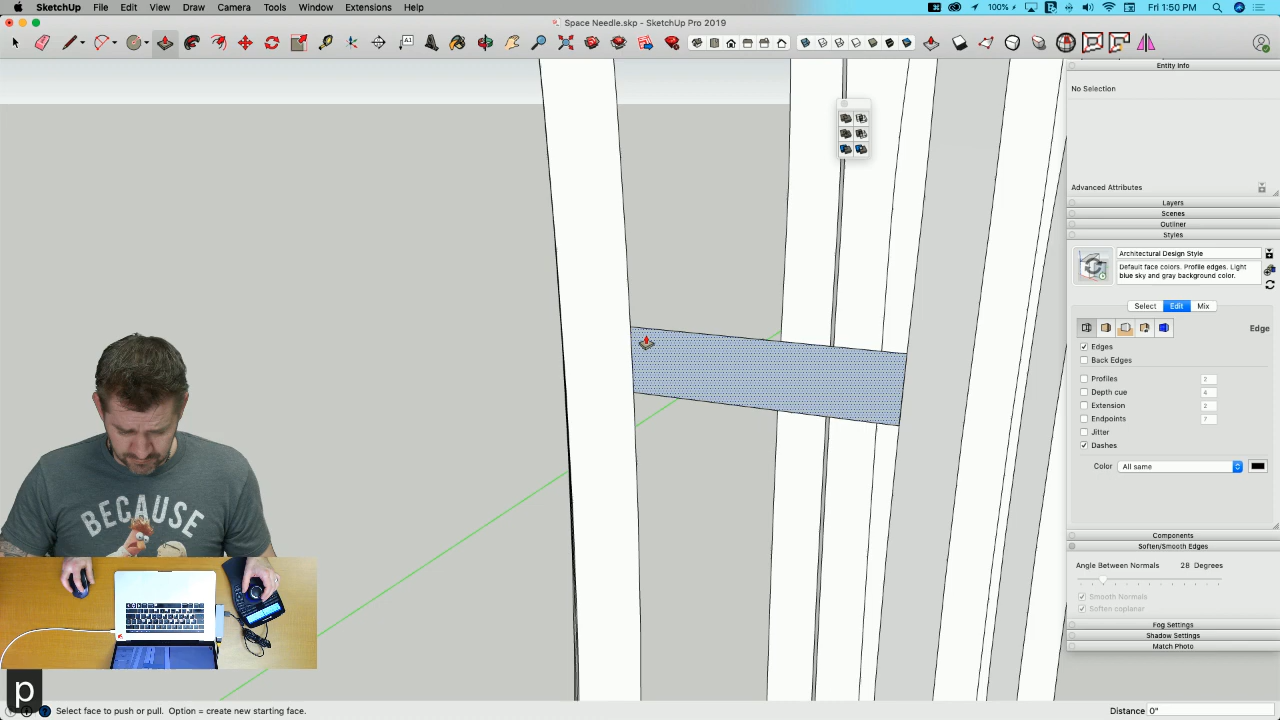 SketchUp File Edit View Draw Camera Tools Window Extensions Help 100% Fri 1:50 PM
Space Needle.skp - SketchUp Pro 2019
Entity Info
No Selection
Advanced Attributes
Layers
Scenes
Outliner
Styles
Architectural Design Style
Default face colors. Profile edges. Light
blue sky and gray background color.
Select Edit Mix
Edge
Edges
Back Edges
Profiles 2
Depth cue 4
Extension 2
Endpoints 7
Jitter
Dashes
Color All same
Components
Soften/Smooth Edges
Angle Between Normals 28 Degrees
Smooth Normals
Soften coplanar
Fog Settings
Shadow Settings
Match Photo
BECAUSE
p
Select face to push or pull. Option = create new starting face.
Distance 0"